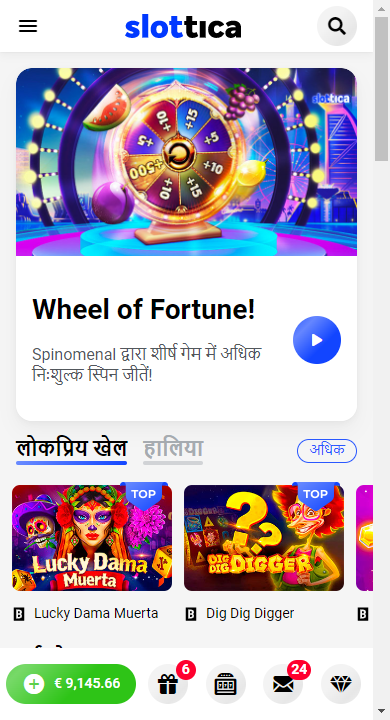 slottica
slottica
+5
+15
+5
+10
+15
+10
+500
+5
Wheel of Fortune!
Spinomenal द्वारा शीर्ष गेम में अधिक
निःशुल्क स्पिन जीतें!
लोकप्रिय खेल
हालिया
अधिक
TOP
TOP
LUCKY DAMA
MUERTA
DIG DIG DIGGER
B Lucky Dama Muerta
B Dig Dig Digger
B
€ 9,145.66
6
24